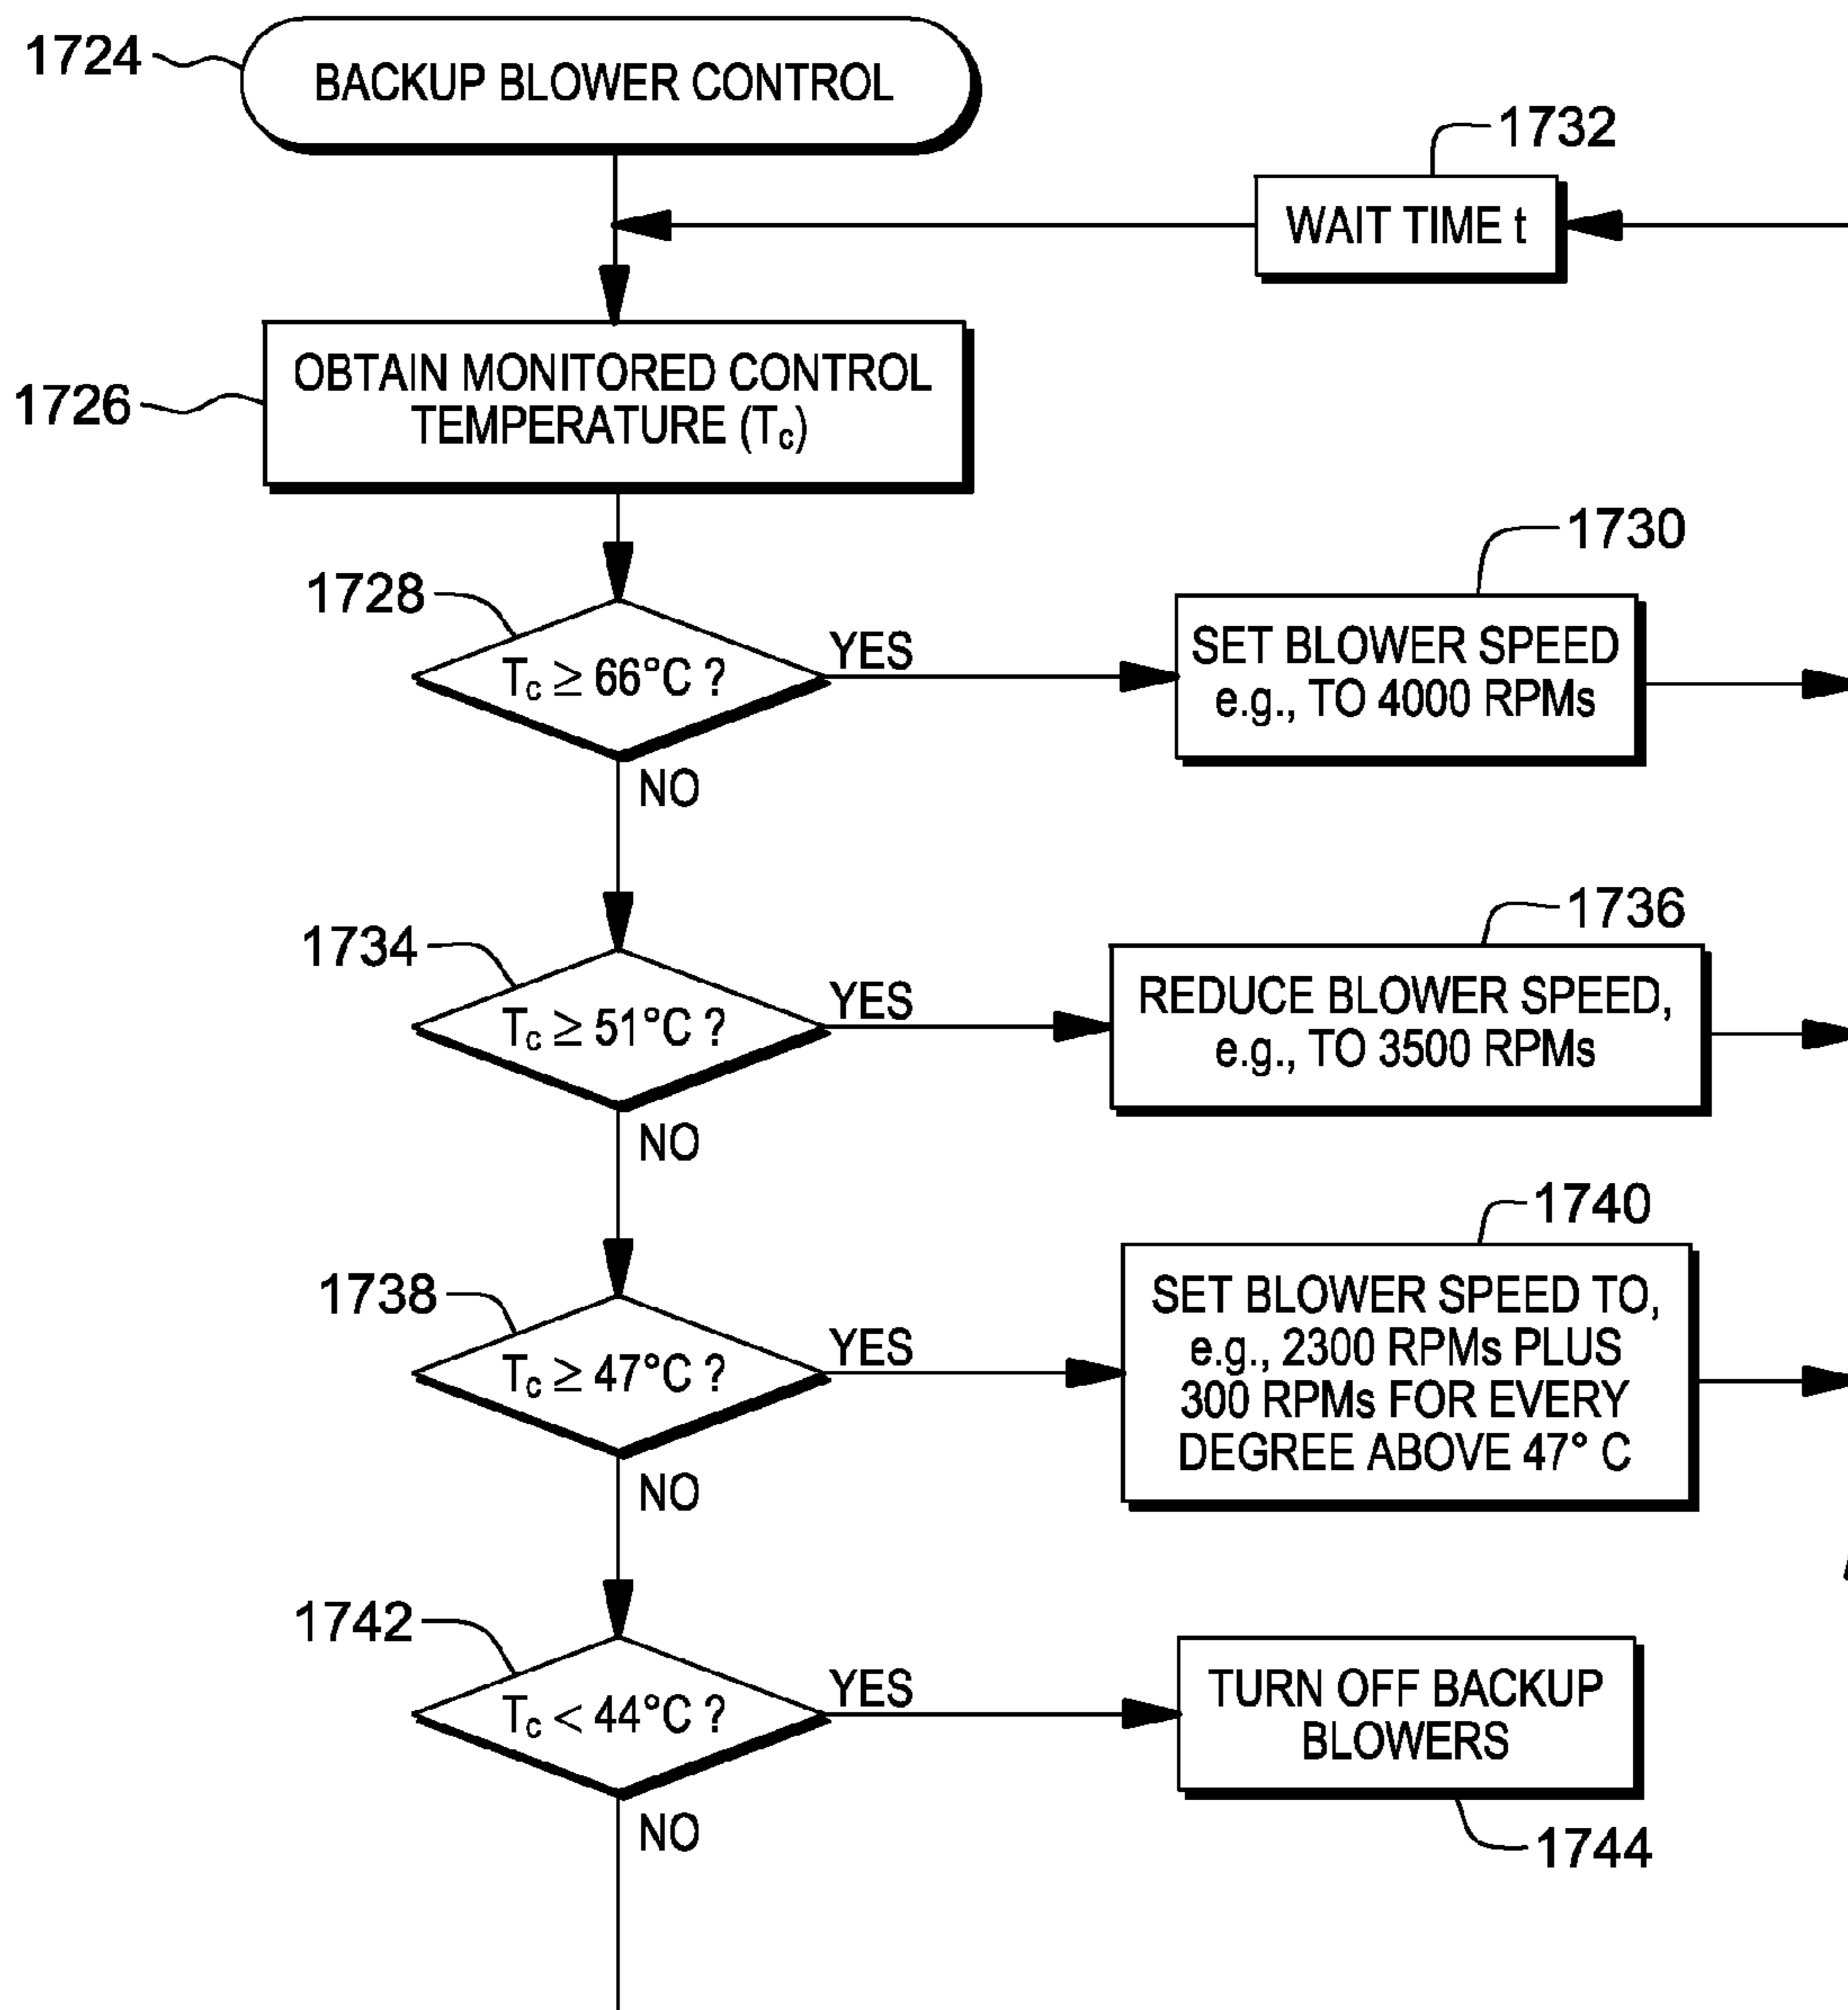 1724
BACKUP BLOWER CONTROL
1732
WAIT TIME t
1726
OBTAIN MONITORED CONTROL
TEMPERATURE (Tc)
1728
Tc ≥ 66°C ?
YES
NO
1730
SET BLOWER SPEED
e.g., TO 4000 RPMs
1734
Tc ≥ 51°C ?
YES
NO
1736
REDUCE BLOWER SPEED,
e.g., TO 3500 RPMs
1738
Tc ≥ 47°C ?
YES
NO
1740
SET BLOWER SPEED TO,
e.g., 2300 RPMs PLUS
300 RPMs FOR EVERY
DEGREE ABOVE 47° C
1742
Tc < 44°C ?
YES
NO
TURN OFF BACKUP
BLOWERS
1744